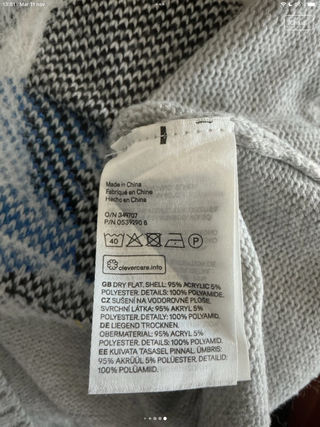 Made in China
Fabriqué en Chine
Hecho en China
O/N 349707
P/N 0539290 6
40 P
clevercare.info
GB DRY FLAT, SHELL: 95% ACRYLIC 5%
POLYESTER. DETAILS: 100% POLYAMIDE.
CZ SUŠENÍ NA VODOROVNÉ PLOŠE.
SVRCHNÍ LÁTKA: 95% AKRYL 5%
POLYESTER. DETAILY: 100% POLYAMID.
DE LIEGEND TROCKNEN.
OBERMATERIAL: 95% ACRYL 5%
POLYESTER. DETAILS: 100% POLYAMID.
EE KUIVATA TASASEL PINNAL. ÜMBRIS:
95% AKRÜÜL 5% POLÜESTER. DETAILID:
100% POLÜAMIID.